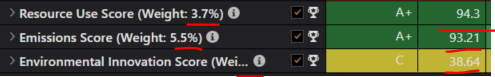 > Resource Use Score (Weight: 3.7%) i A+ 94.3
> Emissions Score (Weight: 5.5%) i A+ 93.21
> Environmental Innovation Score (Wei... i C 38.64